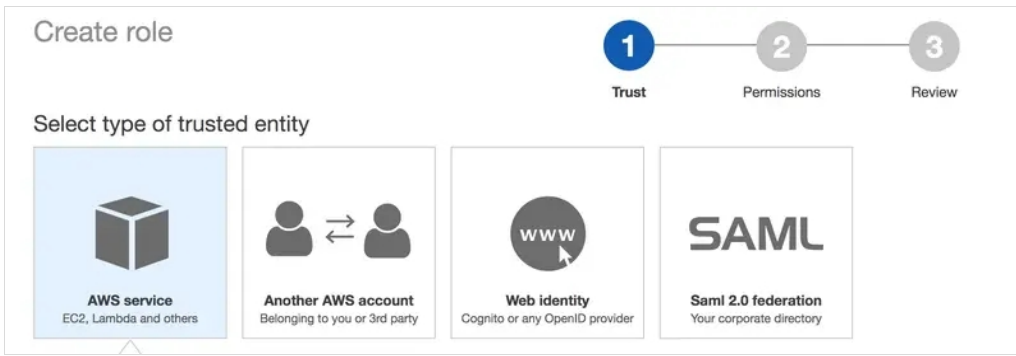 Create role
1
2
3
Trust
Permissions
Review
Select type of trusted entity
www
SAML
AWS service
EC2, Lambda and others
Another AWS account
Belonging to you or 3rd party
Web identity
Cognito or any OpenID provider
Saml 2.0 federation
Your corporate directory